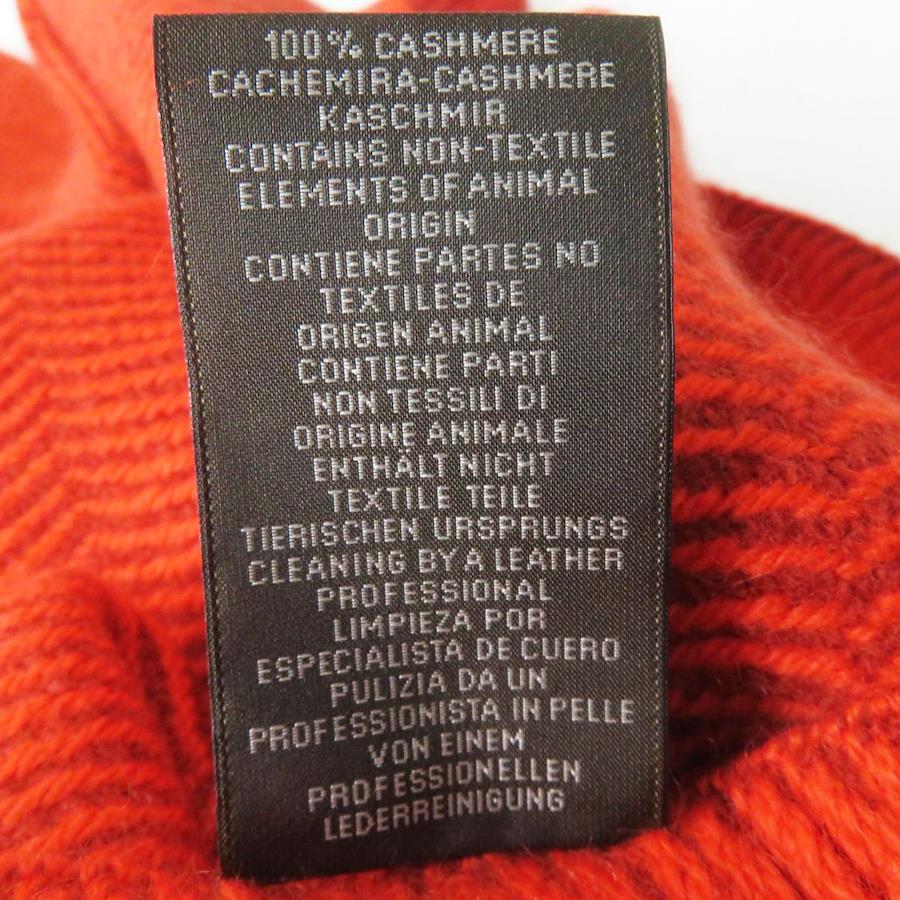 100% CASHMERE
CACHEMIRA-CASHMERE
KASCHMIR
CONTAINS NON-TEXTILE
ELEMENTS OF ANIMAL
ORIGIN
CONTIENE PARTES NO
TEXTILES DE
ORIGEN ANIMAL
CONTIENE PARTI
NON TESSILI DI
ORIGINE ANIMALE
ENTHÄLT NICHT
TEXTILE TEILE
TIERISCHEN URSPRUNGS
CLEANING BY A LEATHER
PROFESSIONAL
LIMPIEZA POR
ESPECIALISTA DE CUERO
PULIZIA DA UN
PROFESSIONISTA IN PELLE
VON EINEM
PROFESSIONELLEN
LEDERREINIGUNG